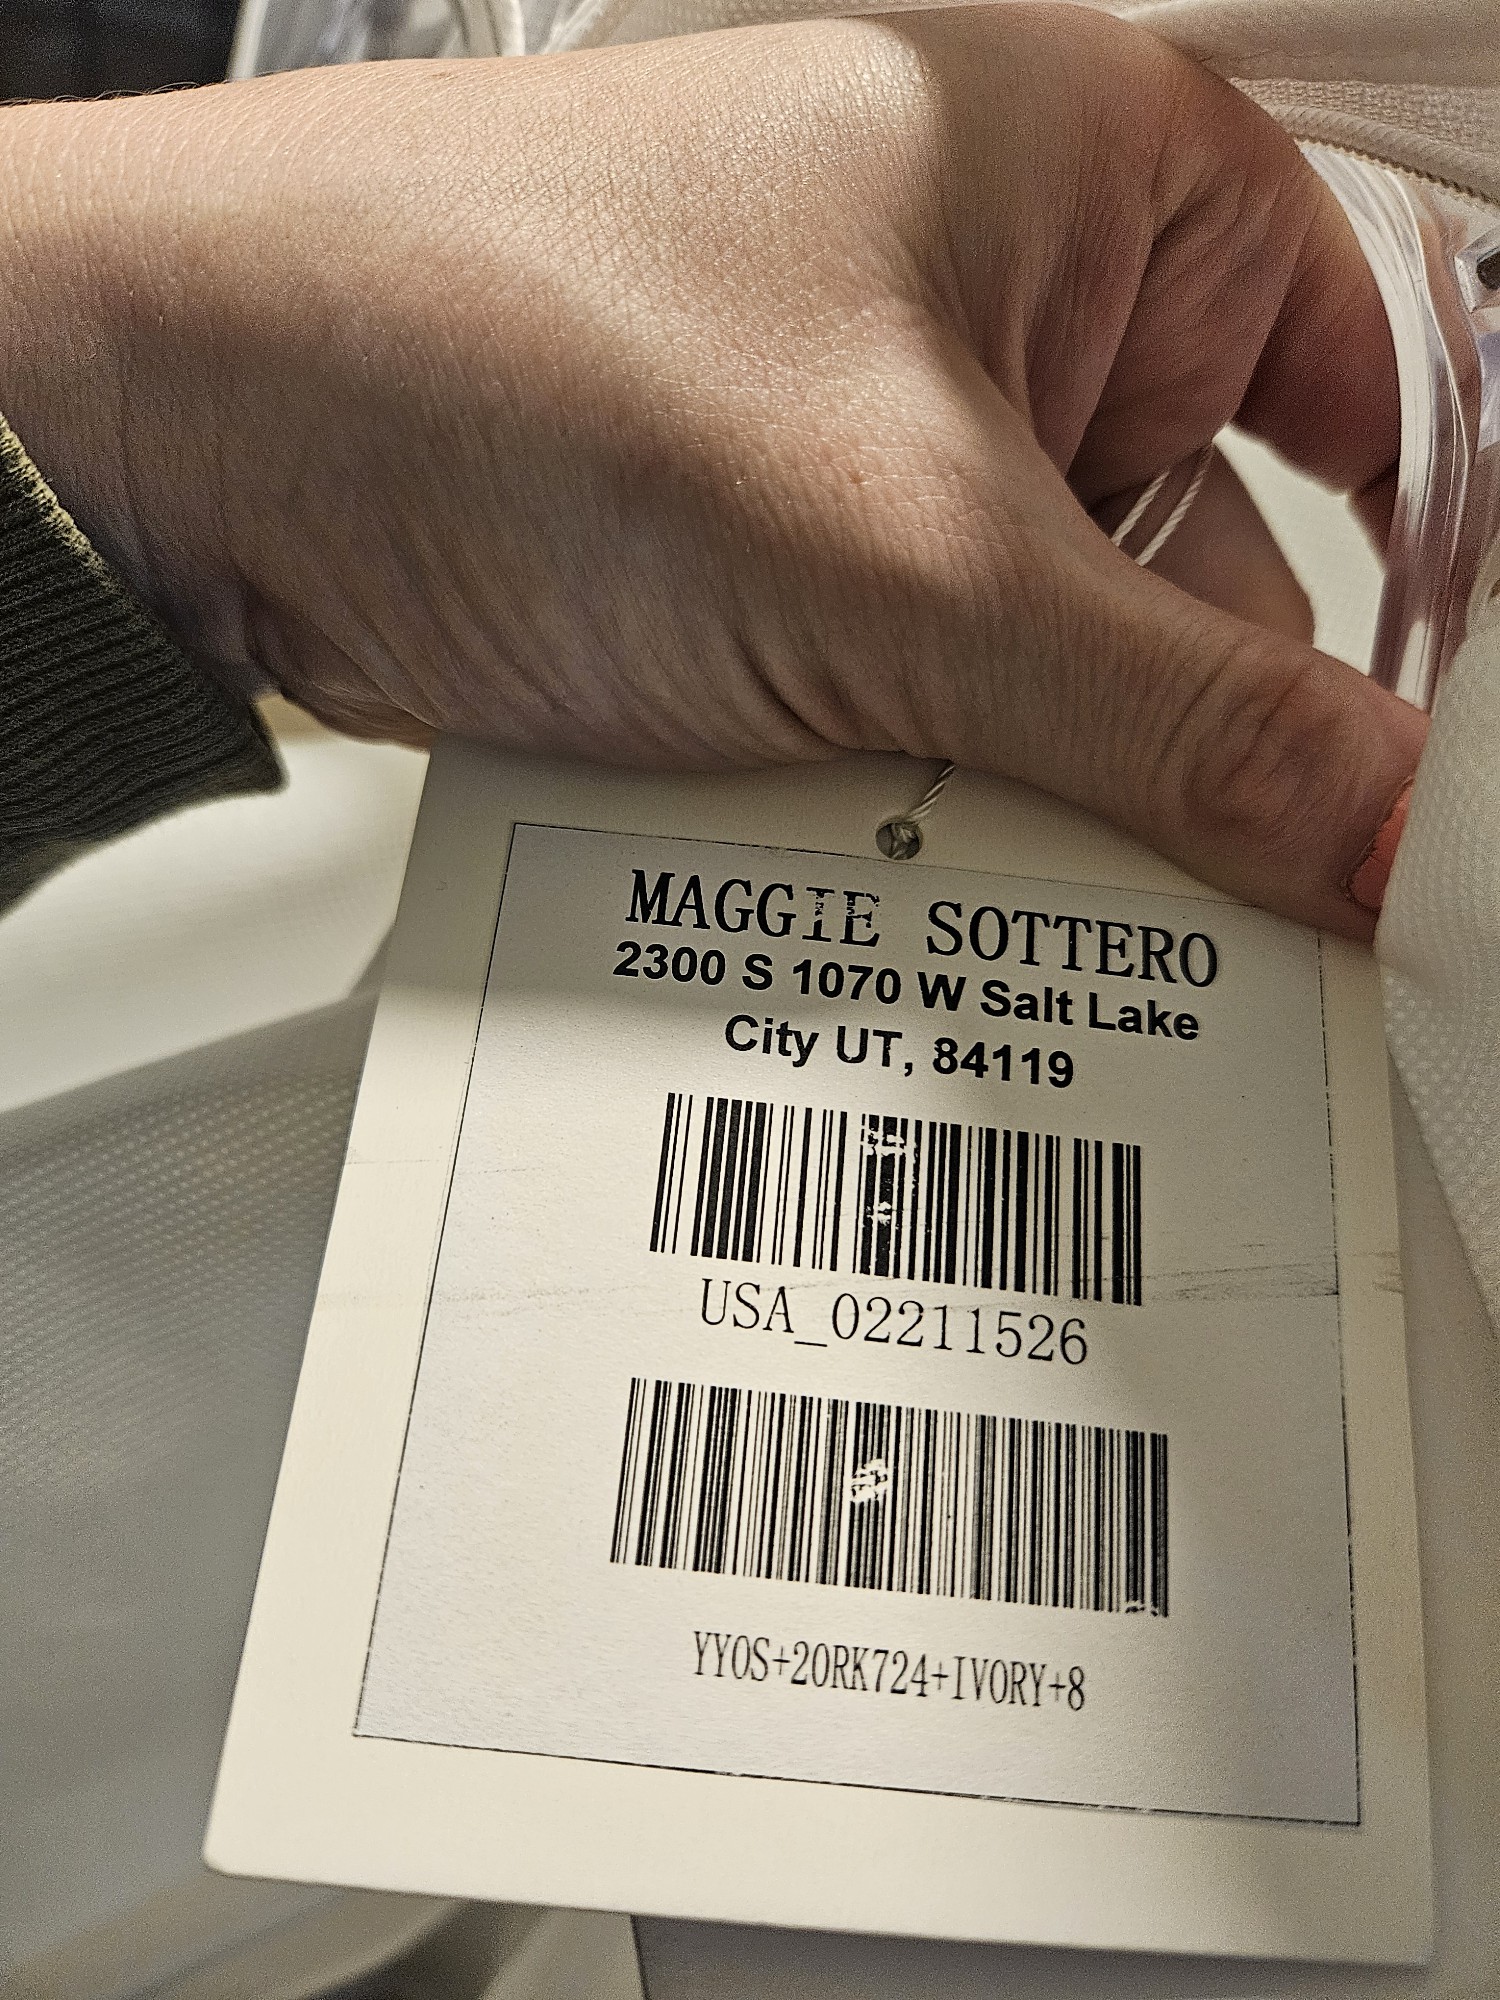 MAGGIE SOTTERO
2300 S 1070 W Salt Lake
City UT, 84119
USA_02211526
YYOS+20RK724+IVORY+8